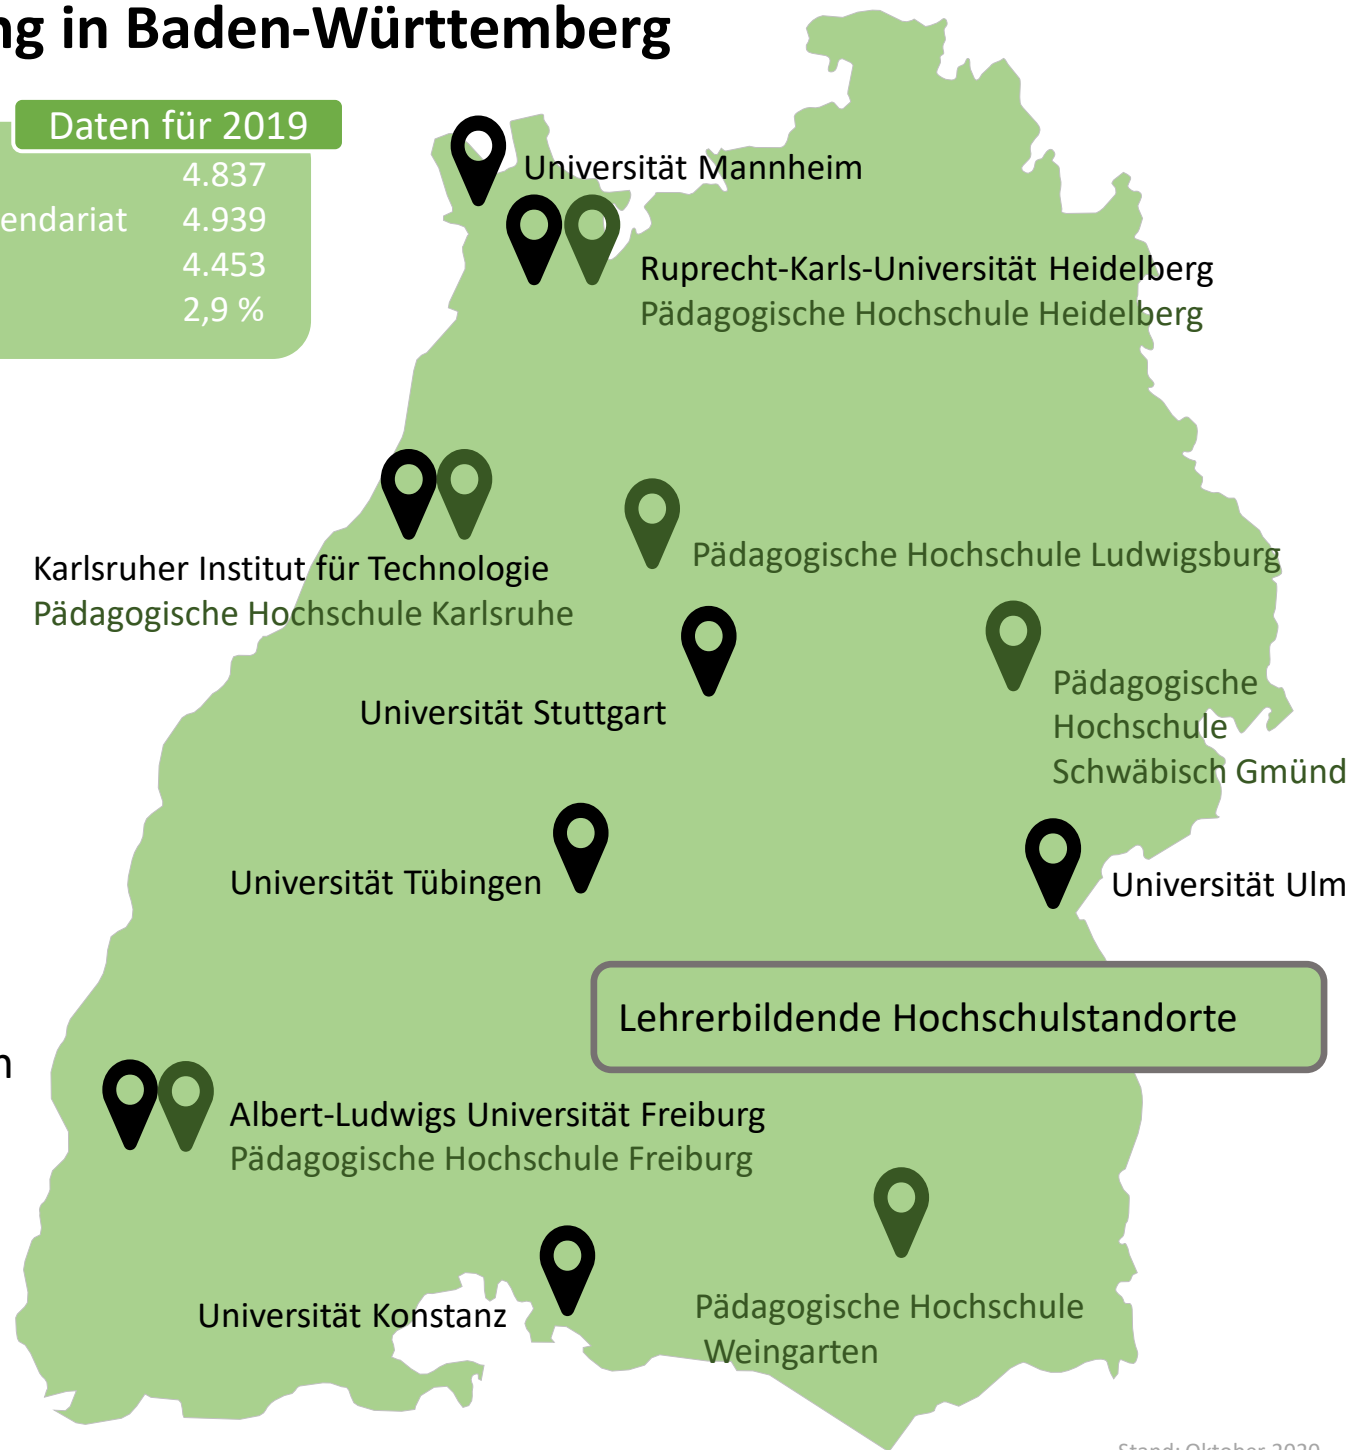 ng in Baden-Württemberg
Daten für 2019
4.837
endariat 4.939
4.453
2,9 %
Universität Mannheim
Ruprecht-Karls-Universität Heidelberg
Pädagogische Hochschule Heidelberg
Karlsruher Institut für Technologie
Pädagogische Hochschule Karlsruhe
Pädagogische Hochschule Ludwigsburg
Universität Stuttgart
Pädagogische
Hochschule
Schwäbisch Gmünd
Universität Tübingen
Universität Ulm
Lehrerbildende Hochschulstandorte
n
Albert-Ludwigs Universität Freiburg
Pädagogische Hochschule Freiburg
Universität Konstanz
Pädagogische Hochschule
Weingarten
Stand: Oktober 2020